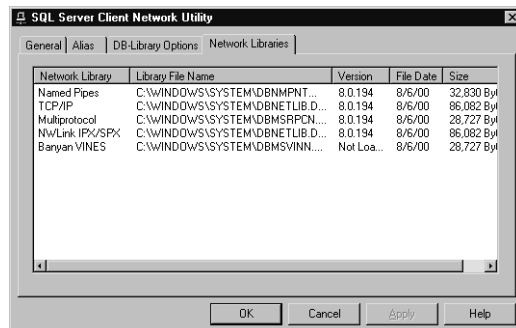 SQL Server Client Network Utility
General Alias DB-Library Options Network Libraries
Network Library Library File Name Version File Date Size
Named Pipes C:\WINDOWS\SYSTEM\DBNMPNT... 8.0.194 8/6/00 32,830 Byt
TCP/IP C:\WINDOWS\SYSTEM\DBNETLIB.D... 8.0.194 8/6/00 86,082 Byt
Multiprotocol C:\WINDOWS\SYSTEM\DBMSRPCN.... 8.0.194 8/6/00 28,727 Byt
NWLink IPX/SPX C:\WINDOWS\SYSTEM\DBNETLIB.D... 8.0.194 8/6/00 86,082 Byt
Banyan VINES C:\WINDOWS\SYSTEM\DBMSVINN.... Not Loa... 8/6/00 28,727 Byt
OK Cancel Apply Help